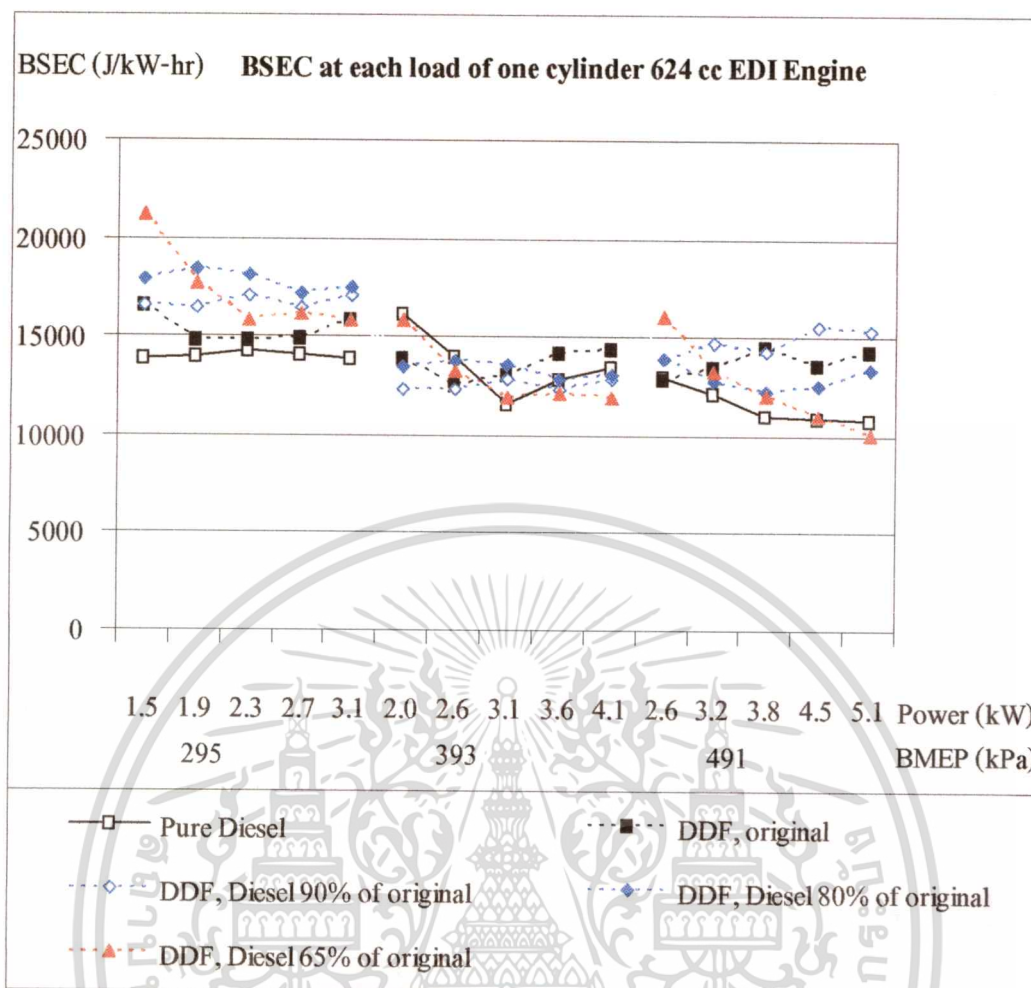 BSEC (J/kW-hr) BSEC at each load of one cylinder 624 cc EDI Engine
25000
20000
15000
10000
5000
0
1.5 1.9 2.3 2.7 3.1 2.0 2.6 3.1 3.6 4.1 2.6 3.2 3.8 4.5 5.1 Power (kW)
295 393 491 BMEP (kPa)
Pure Diesel DDF, original
DDF, Diesel 90% of original DDF, Diesel 80% of original
DDF, Diesel 65% of original